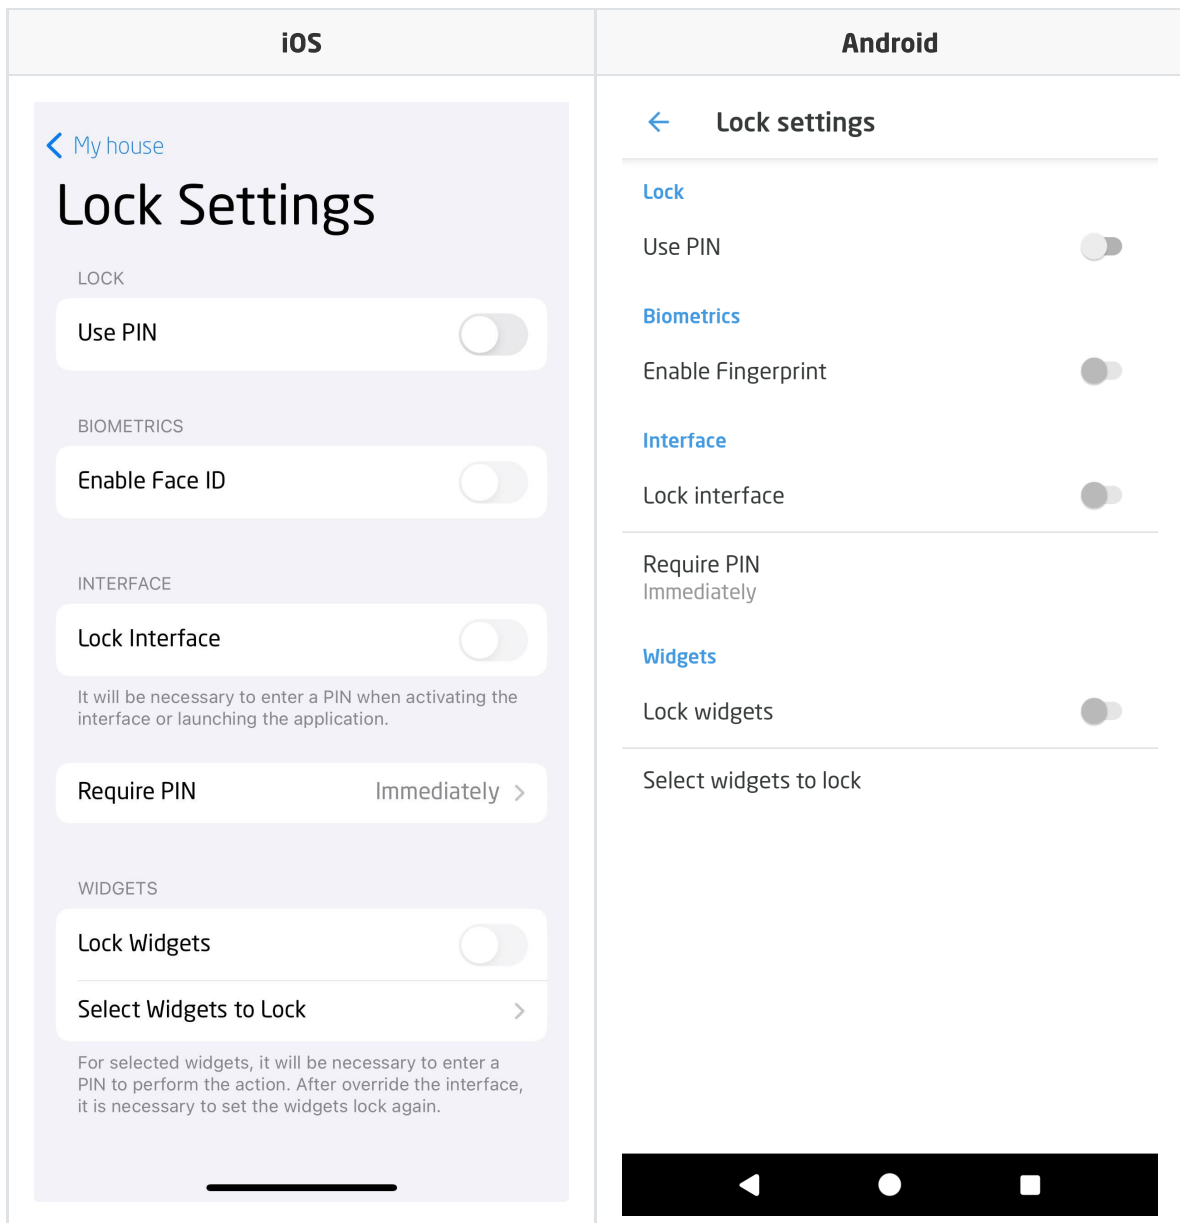 iOS
Android
My house
Lock Settings
LOCK
Use PIN
BIOMETRICS
Enable Face ID
INTERFACE
Lock Interface
It will be necessary to enter a PIN when activating the
interface or launching the application.
Require PIN Immediately
WIDGETS
Lock Widgets
Select Widgets to Lock
For selected widgets, it will be necessary to enter a
PIN to perform the action. After override the interface,
it is necessary to set the widgets lock again.
Lock settings
Lock
Use PIN
Biometrics
Enable Fingerprint
Interface
Lock interface
Require PIN
Immediately
Widgets
Lock widgets
Select widgets to lock